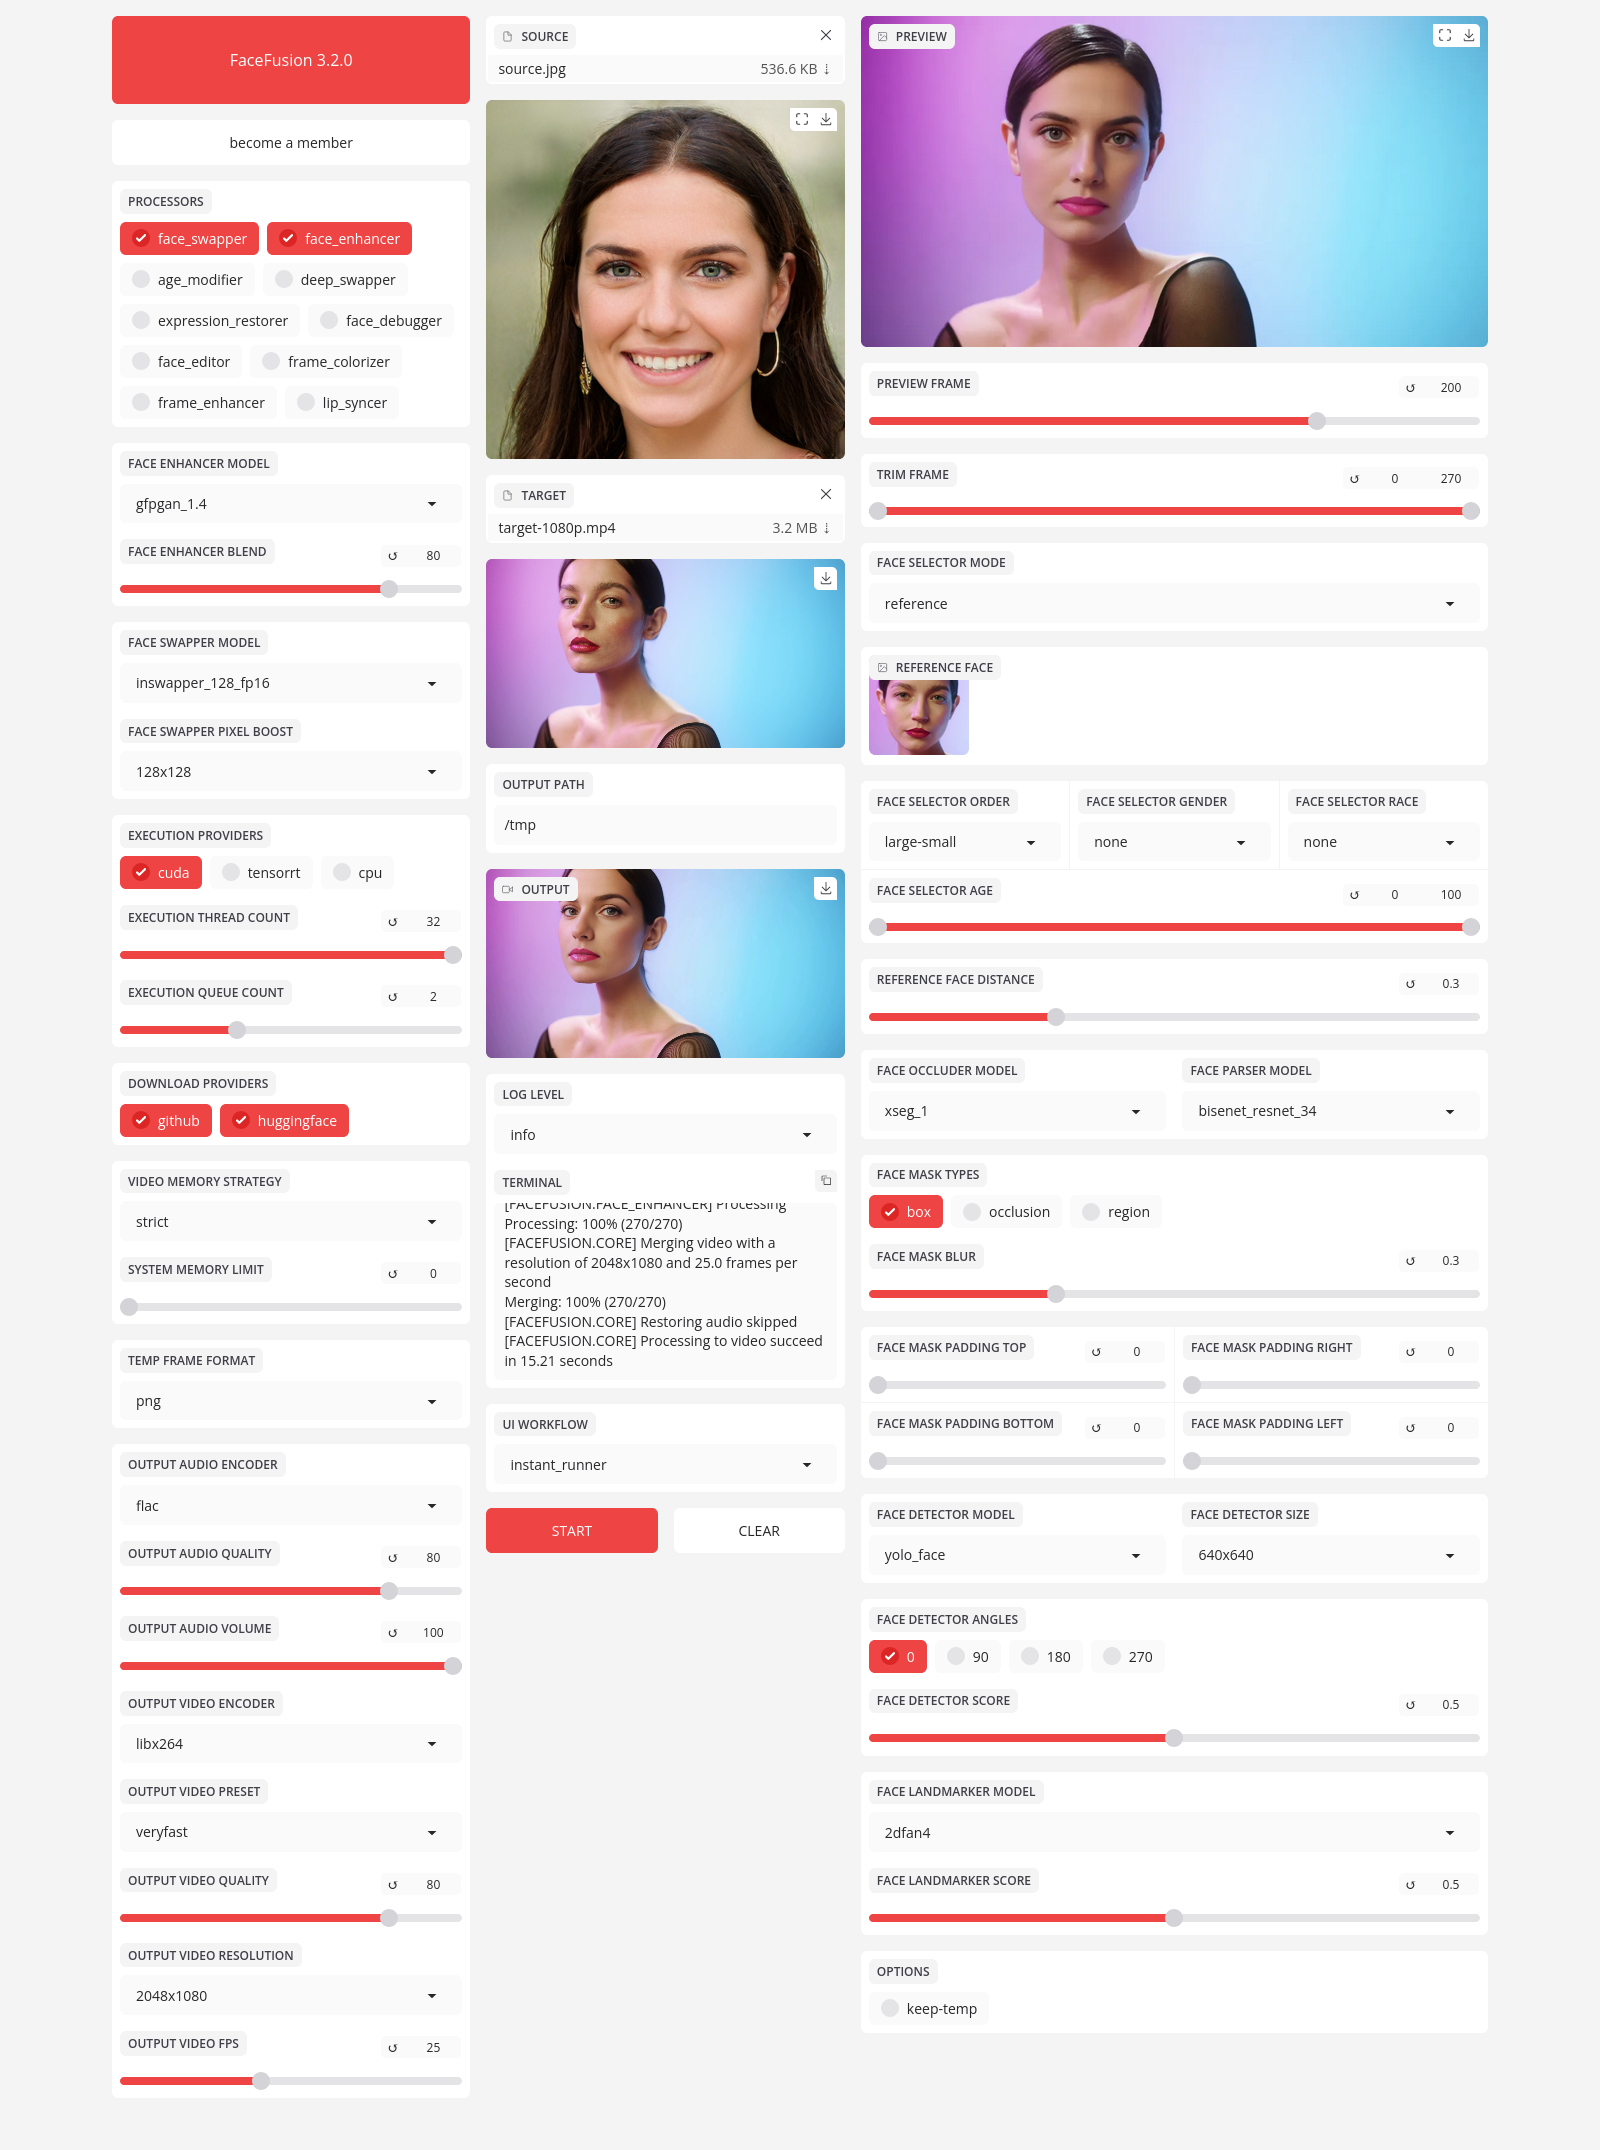 FaceFusion 3.2.0
become a member
PROCESSORS
face_swapper face_enhancer
age_modifier deep_swapper
expression_restorer face_debugger
face_editor frame_colorizer
frame_enhancer lip_syncer
FACE ENHANCER MODEL
gfpgan_1.4
FACE ENHANCER BLEND ↺ 80
FACE SWAPPER MODEL
inswapper_128_fp16
FACE SWAPPER PIXEL BOOST
128x128
EXECUTION PROVIDERS
cuda tensorrt cpu
EXECUTION THREAD COUNT ↺ 32
EXECUTION QUEUE COUNT ↺ 2
DOWNLOAD PROVIDERS
github huggingface
VIDEO MEMORY STRATEGY
strict
SYSTEM MEMORY LIMIT ↺ 0
TEMP FRAME FORMAT
png
OUTPUT AUDIO ENCODER
flac
OUTPUT AUDIO QUALITY ↺ 80
OUTPUT AUDIO VOLUME ↺ 100
OUTPUT VIDEO ENCODER
libx264
OUTPUT VIDEO PRESET
veryfast
OUTPUT VIDEO QUALITY ↺ 80
OUTPUT VIDEO RESOLUTION
2048x1080
OUTPUT VIDEO FPS ↺ 25
SOURCE
source.jpg 536.6 KB ↓
TARGET
target-1080p.mp4 3.2 MB ↓
OUTPUT PATH
/tmp
OUTPUT
LOG LEVEL
info
TERMINAL
[FACEFUSION.FACE_ENHANCER] Processing
Processing: 100% (270/270)
[FACEFUSION.CORE] Merging video with a
resolution of 2048x1080 and 25.0 frames per
second
Merging: 100% (270/270)
[FACEFUSION.CORE] Restoring audio skipped
[FACEFUSION.CORE] Processing to video succeed
in 15.21 seconds
UI WORKFLOW
instant_runner
START CLEAR
PREVIEW
PREVIEW FRAME ↺ 200
TRIM FRAME ↺ 0 270
FACE SELECTOR MODE
reference
REFERENCE FACE
FACE SELECTOR ORDER FACE SELECTOR GENDER FACE SELECTOR RACE
large-small none none
FACE SELECTOR AGE ↺ 0 100
REFERENCE FACE DISTANCE ↺ 0.3
FACE OCCLUDER MODEL FACE PARSER MODEL
xseg_1 bisenet_resnet_34
FACE MASK TYPES
box occlusion region
FACE MASK BLUR ↺ 0.3
FACE MASK PADDING TOP ↺ 0 FACE MASK PADDING RIGHT ↺ 0
FACE MASK PADDING BOTTOM ↺ 0 FACE MASK PADDING LEFT ↺ 0
FACE DETECTOR MODEL FACE DETECTOR SIZE
yolo_face 640x640
FACE DETECTOR ANGLES
0 90 180 270
FACE DETECTOR SCORE ↺ 0.5
FACE LANDMARKER MODEL
2dfan4
FACE LANDMARKER SCORE ↺ 0.5
OPTIONS
keep-temp